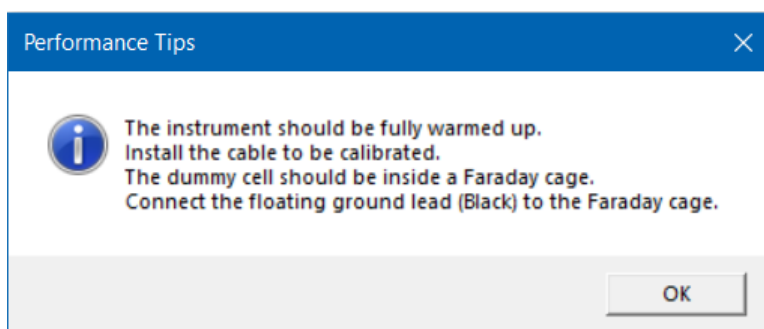 Performance Tips
The instrument should be fully warmed up.
Install the cable to be calibrated.
The dummy cell should be inside a Faraday cage.
Connect the floating ground lead (Black) to the Faraday cage.
OK